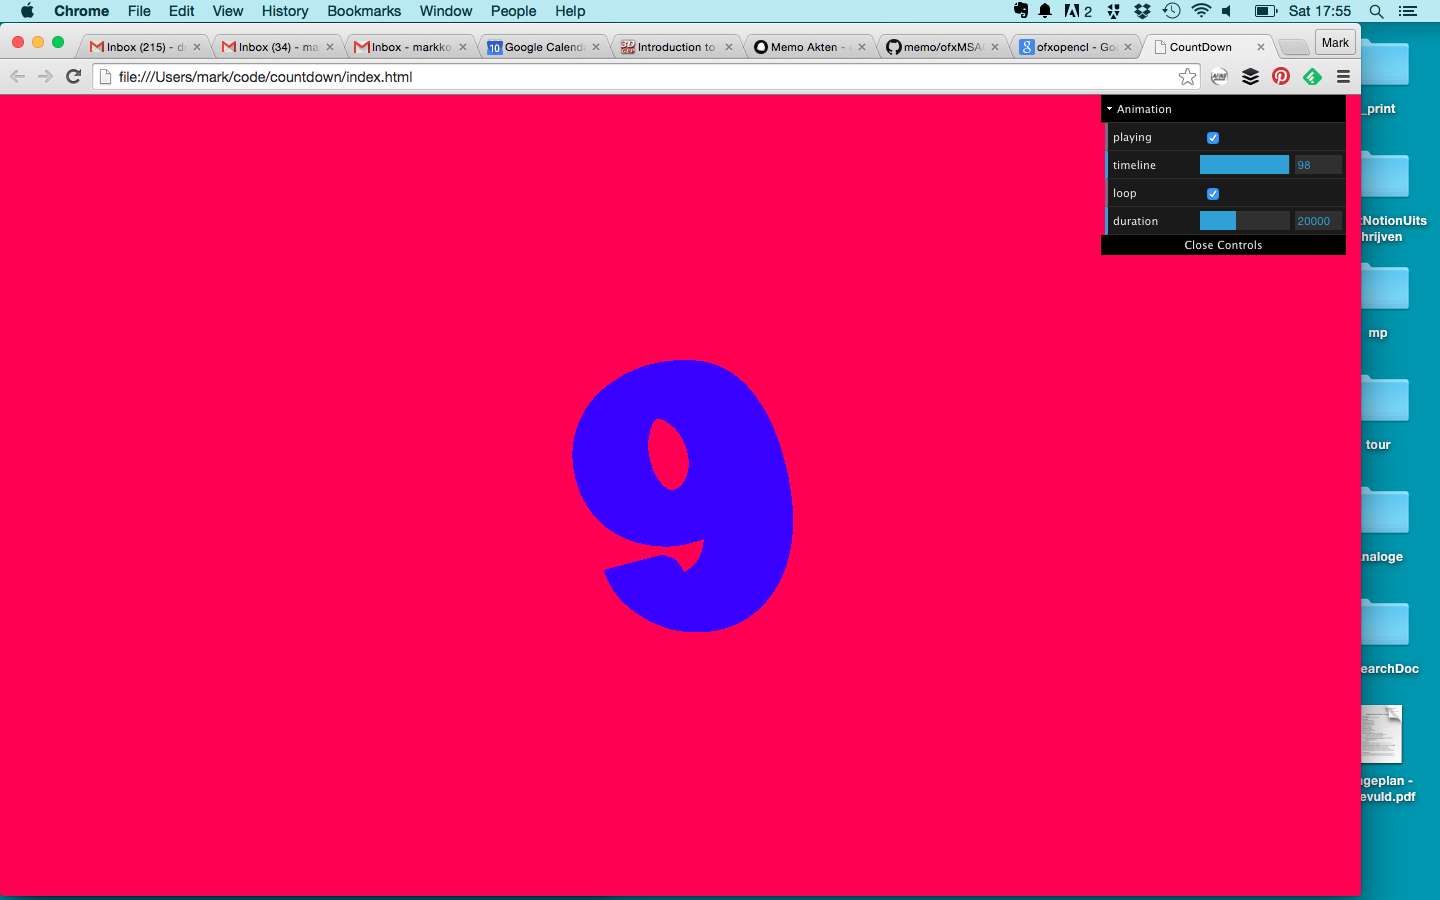 Chrome File Edit View History Bookmarks Window People Help 2 Sat 17:55
Inbox (215) - d Inbox (34) - ma Inbox - markko Google Calend Introduction to Memo Akten - memo/ofxMSA ofxopencl - Go CountDown Mark
file:///Users/mark/code/countdown/index.html
Animation
playing
timeline 98
loop
duration 20000
Close Controls
9
_print
NotionUits
hrijven
mp
tour
naloge
earchDoc
geplan -
evuld.pdf